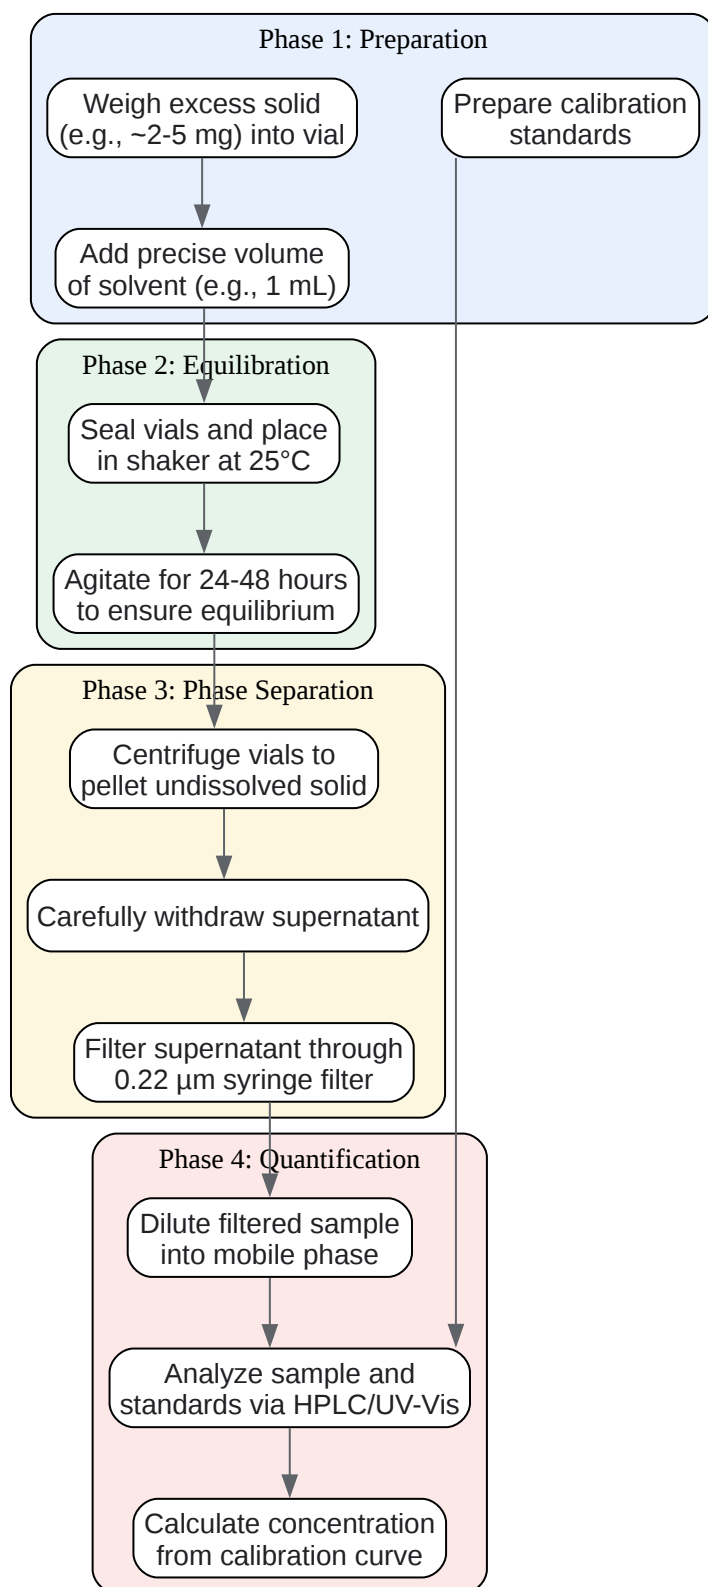 Phase 1: Preparation
Weigh excess solid
(e.g., ~2-5 mg) into vial
Prepare calibration
standards
Add precise volume
of solvent (e.g., 1 mL)
Phase 2: Equilibration
Seal vials and place
in shaker at 25°C
Agitate for 24-48 hours
to ensure equilibrium
Phase 3: Phase Separation
Centrifuge vials to
pellet undissolved solid
Carefully withdraw supernatant
Filter supernatant through
0.22 µm syringe filter
Phase 4: Quantification
Dilute filtered sample
into mobile phase
Analyze sample and
standards via HPLC/UV-Vis
Calculate concentration
from calibration curve